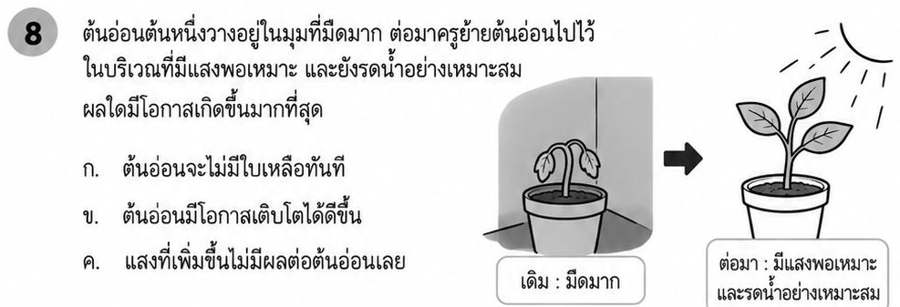 8 ต้นอ่อนต้นหนึ่งวางอยู่ในมุมที่มืดมาก ต่อมาครูย้ายต้นอ่อนไปไว้
ในบริเวณที่มีแสงพอเหมาะ และยังรดน้ำอย่างเหมาะสม
ผลใดมีโอกาสเกิดขึ้นมากที่สุด
ก. ต้นอ่อนจะไม่มีใบเหลือทันที
ข. ต้นอ่อนมีโอกาสเติบโตได้ดีขึ้น
ค. แสงที่เพิ่มขึ้นไม่มีผลต่อต้นอ่อนเลย
เดิม : มืดมาก
ต่อมา : มีแสงพอเหมาะ
และรดน้ำอย่างเหมาะสม